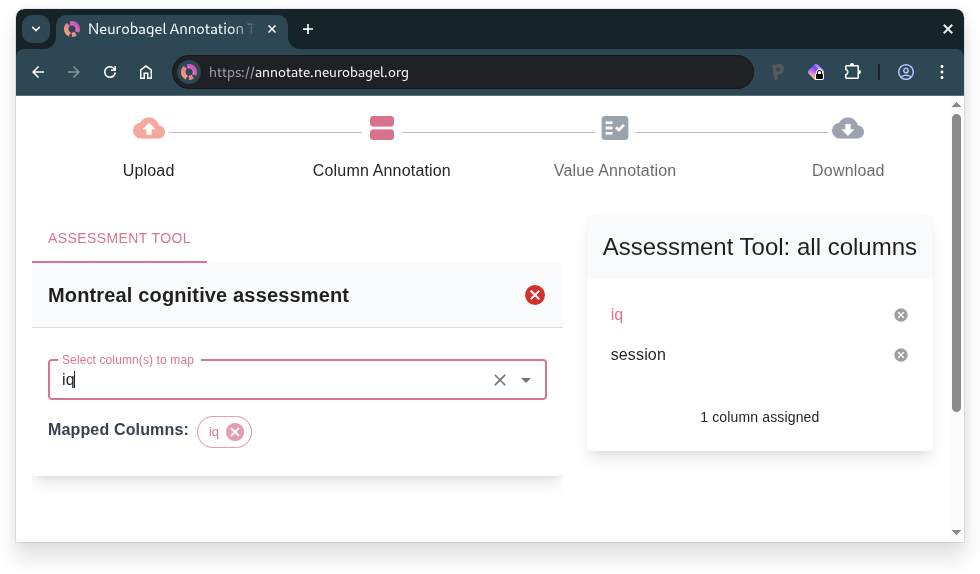 Neurobagel Annotation T
https://annotate.neurobagel.org
Upload
Column Annotation
Value Annotation
Download
ASSESSMENT TOOL
Montreal cognitive assessment
Select column(s) to map
iq
Mapped Columns: iq
Assessment Tool: all columns
iq
session
1 column assigned